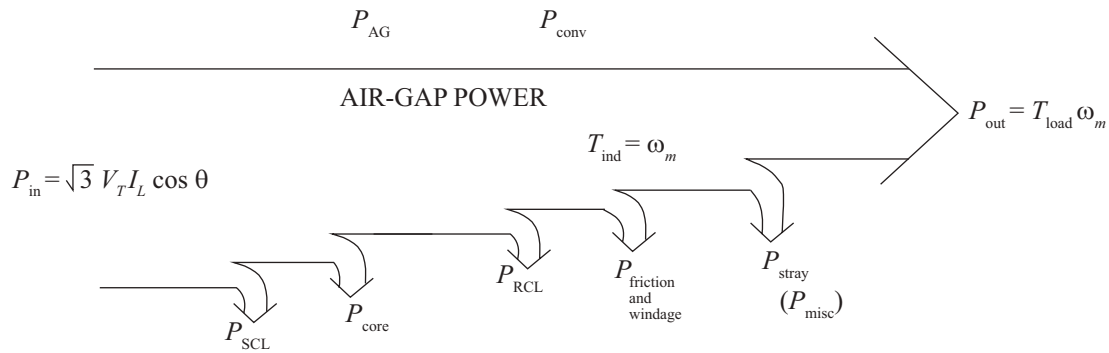 P_AG P_conv
AIR-GAP POWER
P_out = T_load ω_m
T_ind = ω_m
P_in = √3 V_T I_L cos θ
P_SCL
P_core
P_RCL
P_friction and windage
P_stray
(P_misc)